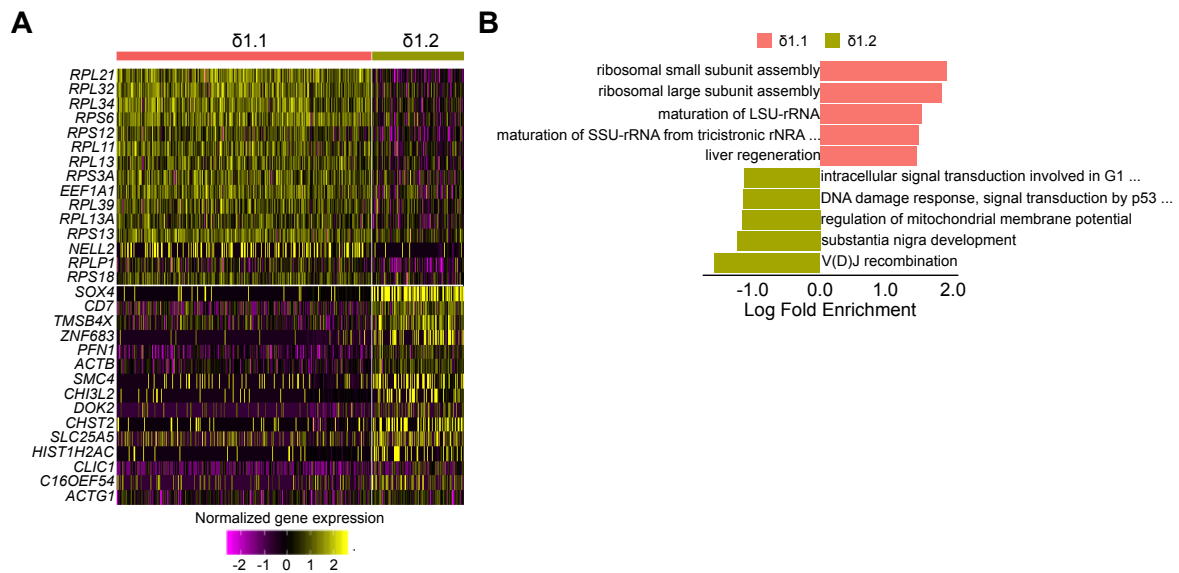 A
δ1.1 δ1.2
RPL21
RPL32
RPL34
RPS6
RPS12
RPL11
RPL13
RPS3A
EEF1A1
RPL39
RPL13A
RPS13
NELL2
RPLP1
RPS18
SOX4
CD7
TMSB4X
ZNF683
PFN1
ACTB
SMC4
CHI3L2
DOK2
CHST2
SLC25A5
HIST1H2AC
CLIC1
C16OEF54
ACTG1
Normalized gene expression
-2 -1 0 1 2
.
B
δ1.1 δ1.2
ribosomal small subunit assembly
ribosomal large subunit assembly
maturation of LSU-rRNA
maturation of SSU-rRNA from tricistronic rNRA ...
liver regeneration
intracellular signal transduction involved in G1 ...
DNA damage response, signal transduction by p53 ...
regulation of mitochondrial membrane potential
substantia nigra development
V(D)J recombination
-1.0 0.0 1.0 2.0
Log Fold Enrichment